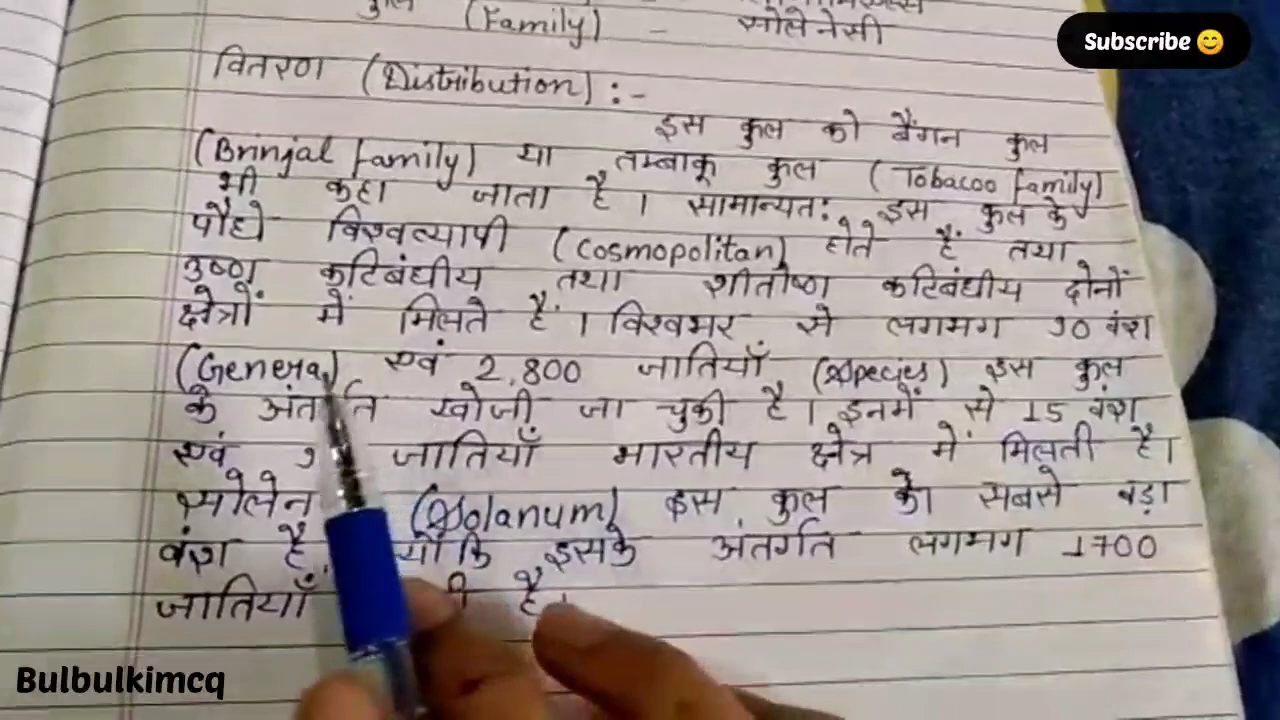 कुल (Family) - सोलेनेसी
Subscribe 😊
वितरण (Distribution) :-
इस कुल को बैंगन कुल
(Brinjal family) या तम्बाकू कुल (Tobacoo family)
भी कहा जाता है। सामान्यत: इस कुल के
पौधे विश्वव्यापी (Cosmopolitan) होते हैं तथा
उष्ण कटिबंधीय तथा शीतोष्ण कटिबंधीय दोनों
क्षेत्रों में मिलते हैं। विश्वभर से लगभग 90 वंश
(Genera) एवं 2,800 जातियाँ (Species) इस कुल
के अंतर्गत खोजी जा चुकी है। इनमें से 15 वंश
एवं जातियाँ भारतीय क्षेत्र में मिलती है।
सोलेन (Solanum) इस कुल का सबसे बड़ा
वंश है, क्योंकि इसके अंतर्गत लगभग 1700
जातियाँ है।
Bulbulkimcq